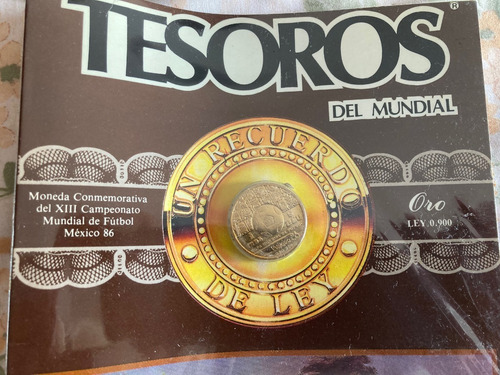 TESOROS®
DEL MUNDIAL
UN RECUERDO
DE LEY
Moneda Conmemorativa
del XIII Campeonato
Mundial de Fútbol
México 86
Oro
LEY 0.900